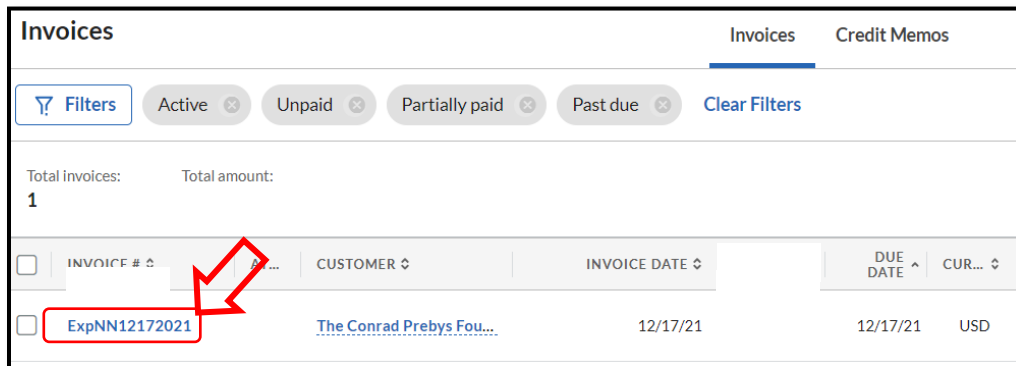 Invoices
Invoices Credit Memos
Filters Active Unpaid Partially paid Past due Clear Filters
Total invoices: Total amount:
1
INVOICE # CUSTOMER INVOICE DATE DUE DATE CUR...
ExpNN12172021 The Conrad Prebys Fou... 12/17/21 12/17/21 USD